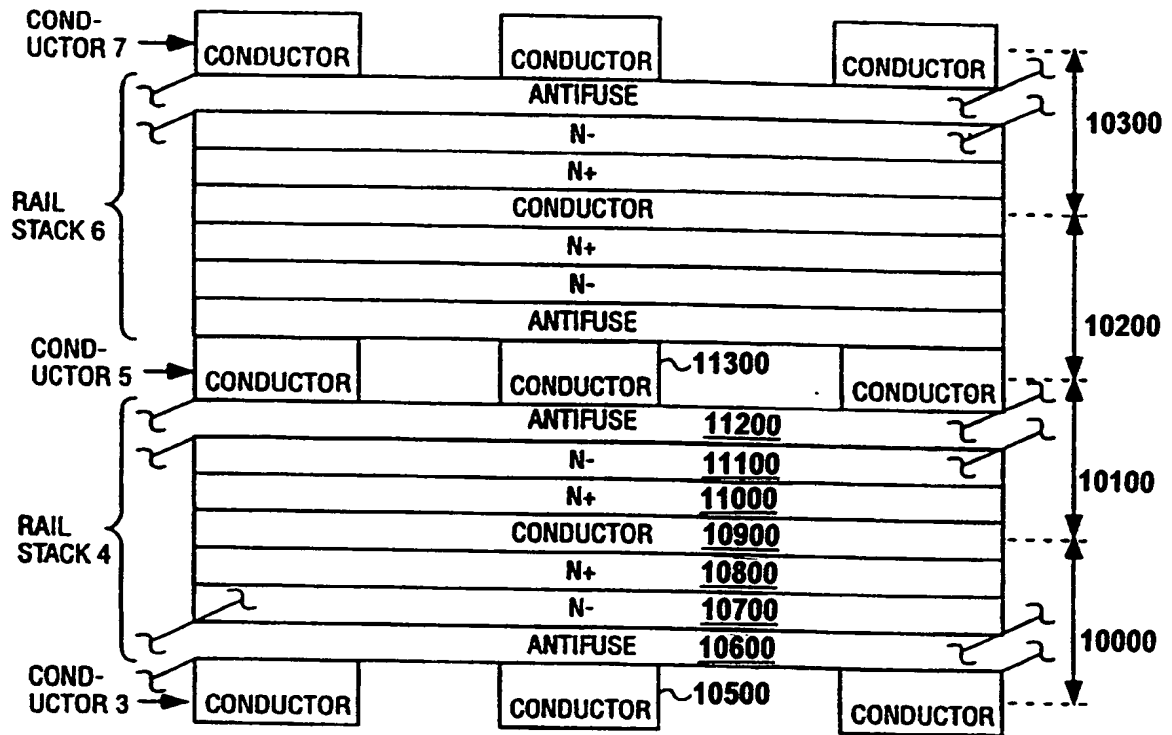 COND-
UCTOR 7
CONDUCTOR CONDUCTOR CONDUCTOR
ANTIFUSE
10300
N-
N+
RAIL
STACK 6
CONDUCTOR
N+
N-
10200
ANTIFUSE
COND-
UCTOR 5
CONDUCTOR CONDUCTOR 11300 CONDUCTOR
ANTIFUSE 11200
N- 11100
10100
N+ 11000
RAIL
STACK 4
CONDUCTOR 10900
N+ 10800
N- 10700
10000
ANTIFUSE 10600
COND-
UCTOR 3
CONDUCTOR CONDUCTOR 10500 CONDUCTOR